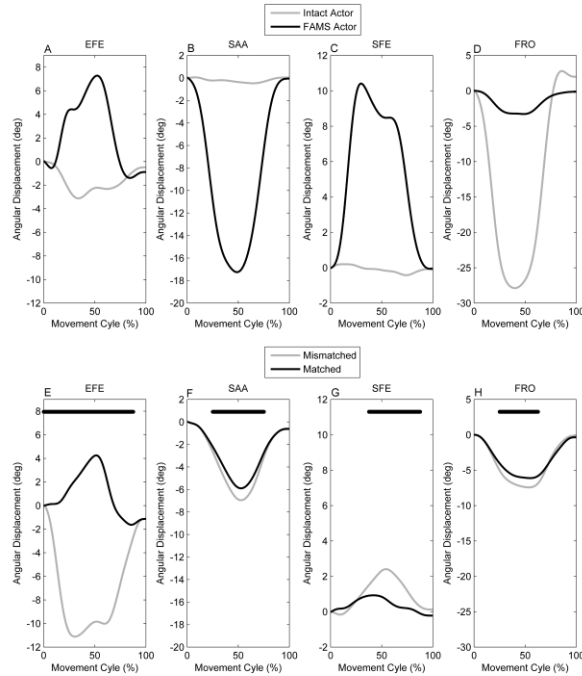 Intact Actor
FAMS Actor
A EFE
B SAA
C SFE
D FRO
Angular Displacement (deg)
8
6
4
2
0
-2
-4
-6
-8
-10
-12
0 50 100
Movement Cyle (%)
Angular Displacement (deg)
0
-2
-4
-6
-8
-10
-12
-14
-16
-18
0 50 100
Movement Cyle (%)
Angular Displacement (deg)
12
10
8
6
4
2
0
-2
0 50 100
Movement Cyle (%)
Angular Displacement (deg)
5
0
-5
-10
-15
-20
-25
-30
0 50 100
Movement Cyle (%)
Mismatched
Matched
E EFE
F SAA
G SFE
H FRO
Angular Displacement (deg)
8
6
4
2
0
-2
-4
-6
-8
-10
-12
0 50 100
Movement Cyle (%)
Angular Displacement (deg)
2
0
-2
-4
-6
-8
-10
-12
-14
-16
-18
-20
0 50 100
Movement Cyle (%)
Angular Displacement (deg)
12
10
8
6
4
2
0
-2
0 50 100
Movement Cyle (%)
Angular Displacement (deg)
5
0
-5
-10
-15
-20
-25
-30
0 50 100
Movement Cyle (%)